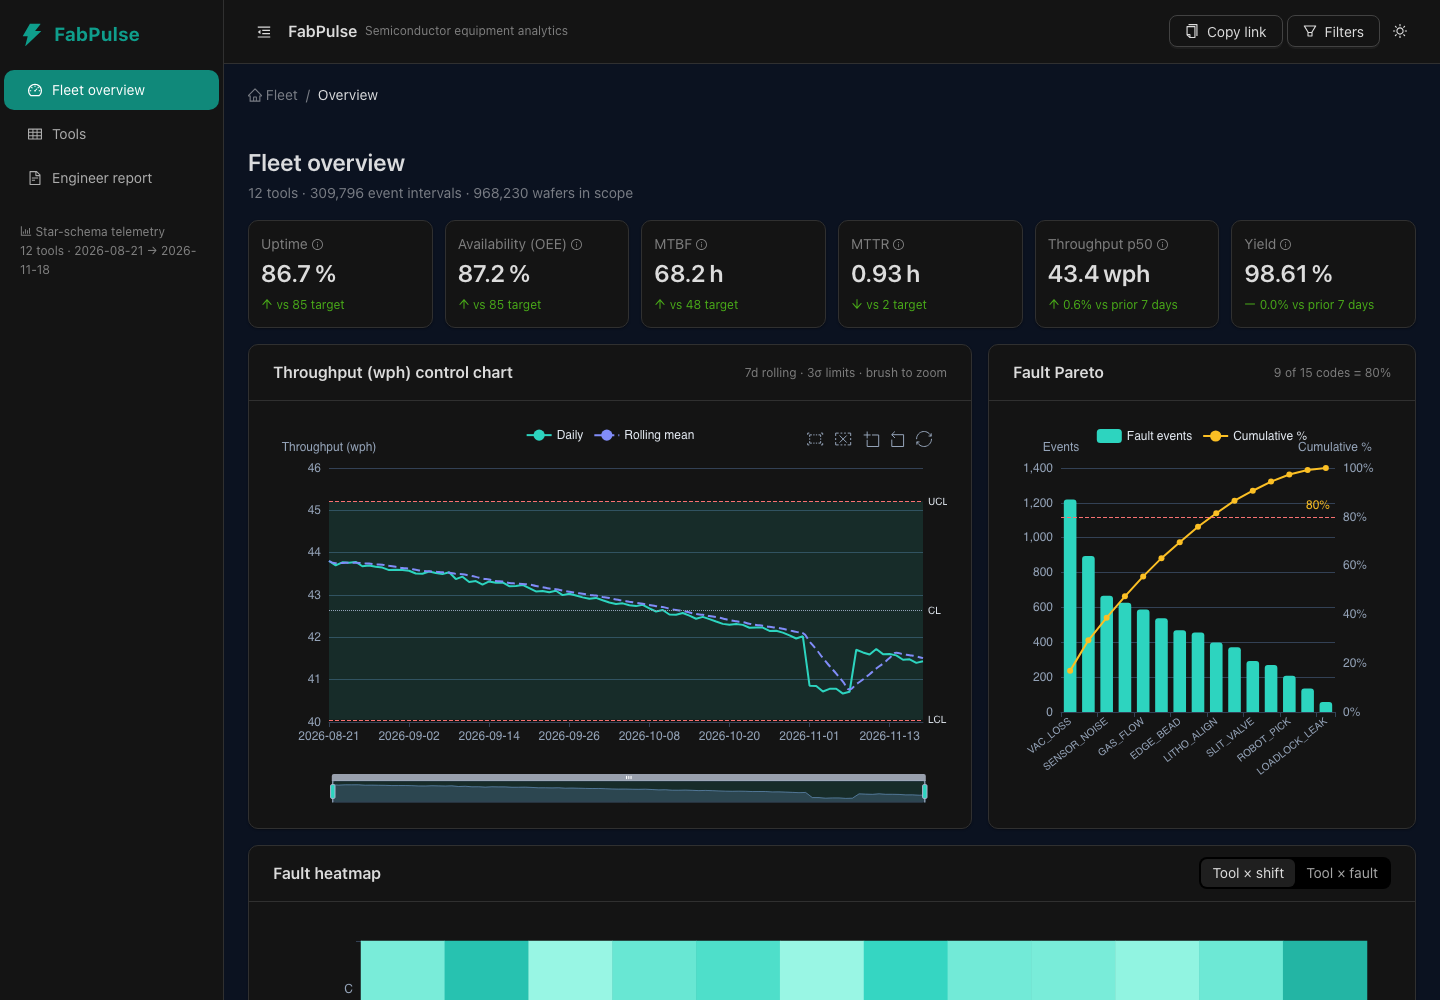 FabPulse
Fleet overview
Tools
Engineer report
Star-schema telemetry
12 tools · 2026-08-21 → 2026-
11-18
FabPulse Semiconductor equipment analytics
Copy link
Filters
Fleet / Overview
Fleet overview
12 tools · 309,796 event intervals · 968,230 wafers in scope
Uptime
86.7 %
↑ vs 85 target
Availability (OEE)
87.2 %
↑ vs 85 target
MTBF
68.2 h
↑ vs 48 target
MTTR
0.93 h
↓ vs 2 target
Throughput p50
43.4 wph
↑ 0.6% vs prior 7 days
Yield
98.61 %
— 0.0% vs prior 7 days
Throughput (wph) control chart
7d rolling · 3σ limits · brush to zoom
Daily
Rolling mean
Throughput (wph)
46
45
44
43
42
41
40
UCL
CL
LCL
2026-08-21
2026-09-02
2026-09-14
2026-09-26
2026-10-08
2026-10-20
2026-11-01
2026-11-13
Fault Pareto
9 of 15 codes = 80%
Fault events
Cumulative %
Events
Cumulative %
1,400
1,200
1,000
800
600
400
200
0
100%
80%
60%
40%
20%
0%
80%
VAC_LOSS
SENSOR_NOISE
GAS_FLOW
EDGE_BEAD
LITHO_ALIGN
SLIT_VALVE
ROBOT_PICK
LOADLOCK_LEAK
Fault heatmap
Tool × shift
Tool × fault
C